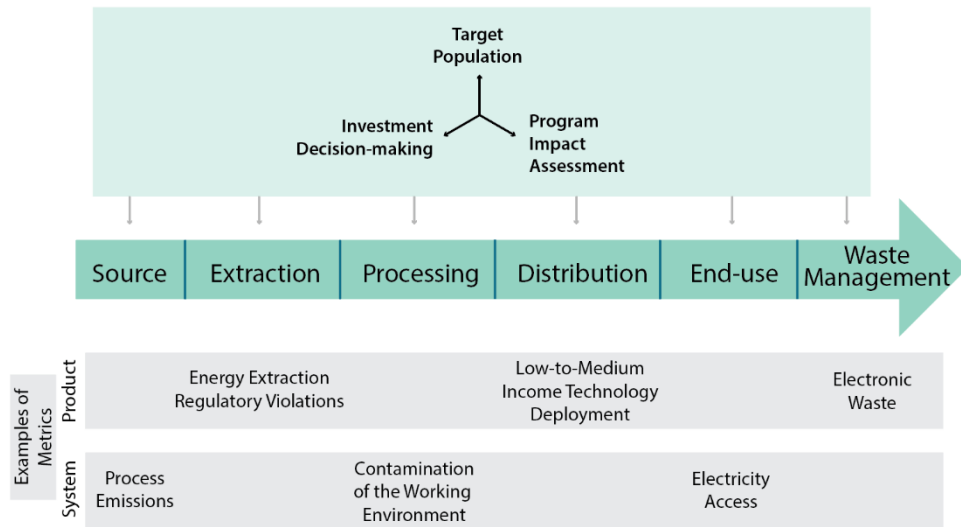 Target
Population
Investment
Decision-making
Program
Impact
Assessment
Source
Extraction
Processing
Distribution
End-use
Waste
Management
Examples of
Metrics
Product
Energy Extraction
Regulatory Violations
Low-to-Medium
Income Technology
Deployment
Electronic
Waste
System
Process
Emissions
Contamination
of the Working
Environment
Electricity
Access